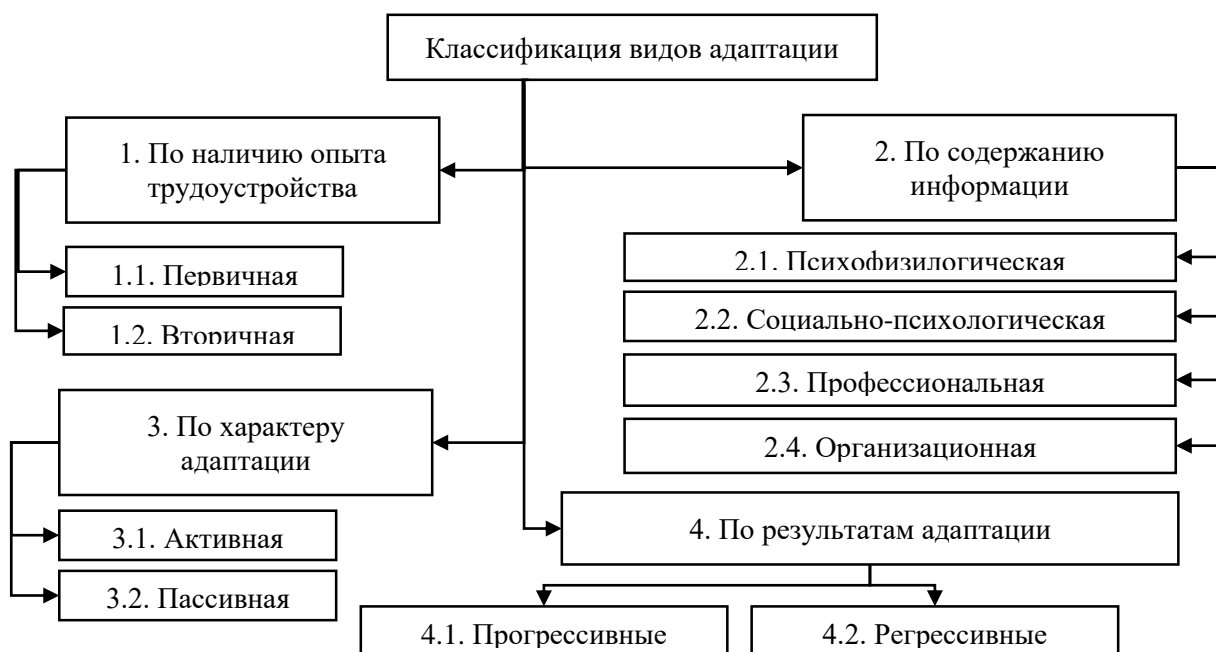 Классификация видов адаптации
1. По наличию опыта
трудоустройства
2. По содержанию
информации
1.1. Первичная
1.2. Вторичная
2.1. Психофизилогическая
2.2. Социально-психологическая
2.3. Профессиональная
2.4. Организационная
3. По характеру
адаптации
3.1. Активная
3.2. Пассивная
4. По результатам адаптации
4.1. Прогрессивные
4.2. Регрессивные